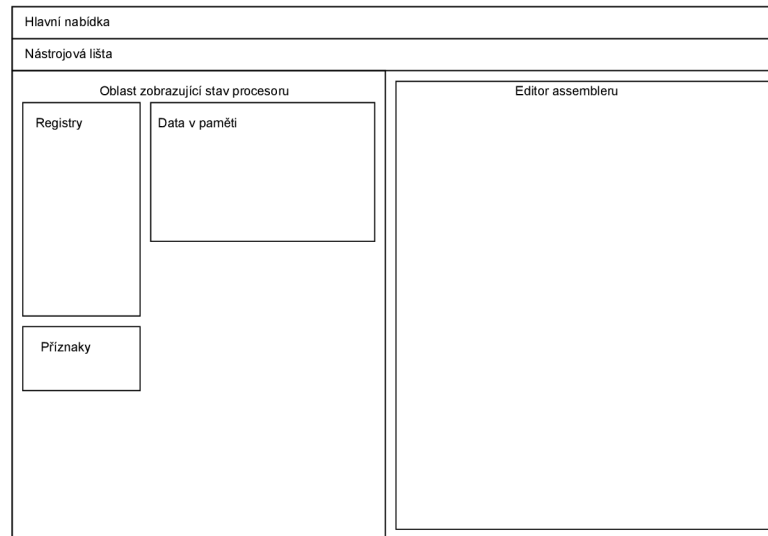 Hlavní nabídka
Nástrojová lišta
Oblast zobrazující stav procesoru
Editor assembleru
Registry
Data v paměti
Příznaky